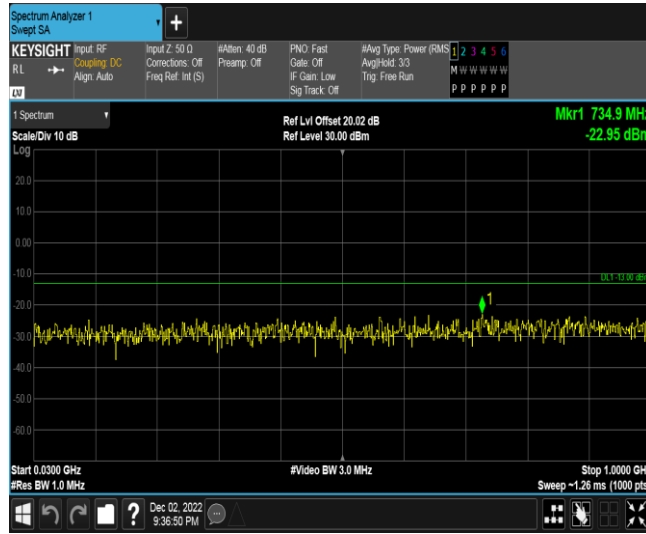 Spectrum Analyzer 1
Swept SA
+
KEYSIGHT
RL
LXI
Input: RF
Coupling: DC
Align: Auto
Input Z: 50 Ω
Corrections: Off
Freq Ref: Int (S)
#Atten: 40 dB
Preamp: Off
PNO: Fast
Gate: Off
IF Gain: Low
Sig Track: Off
#Avg Type: Power (RMS
Avg|Hold: 3/3
Trig: Free Run
1 2 3 4 5 6
M W W W W W
P P P P P P
1 Spectrum
Scale/Div 10 dB
Log
Ref Lvl Offset 20.02 dB
Ref Level 30.00 dBm
Mkr1 734.9 MHz
-22.95 dBm
20.0
10.0
0.00
-10.0
DL1 -13.00 dBm
1
-20.0
-30.0
-40.0
-50.0
-60.0
Start 0.0300 GHz
#Res BW 1.0 MHz
#Video BW 3.0 MHz
Stop 1.0000 GH
Sweep ~1.26 ms (1000 pts
?
Dec 02, 2022
9:36:50 PM